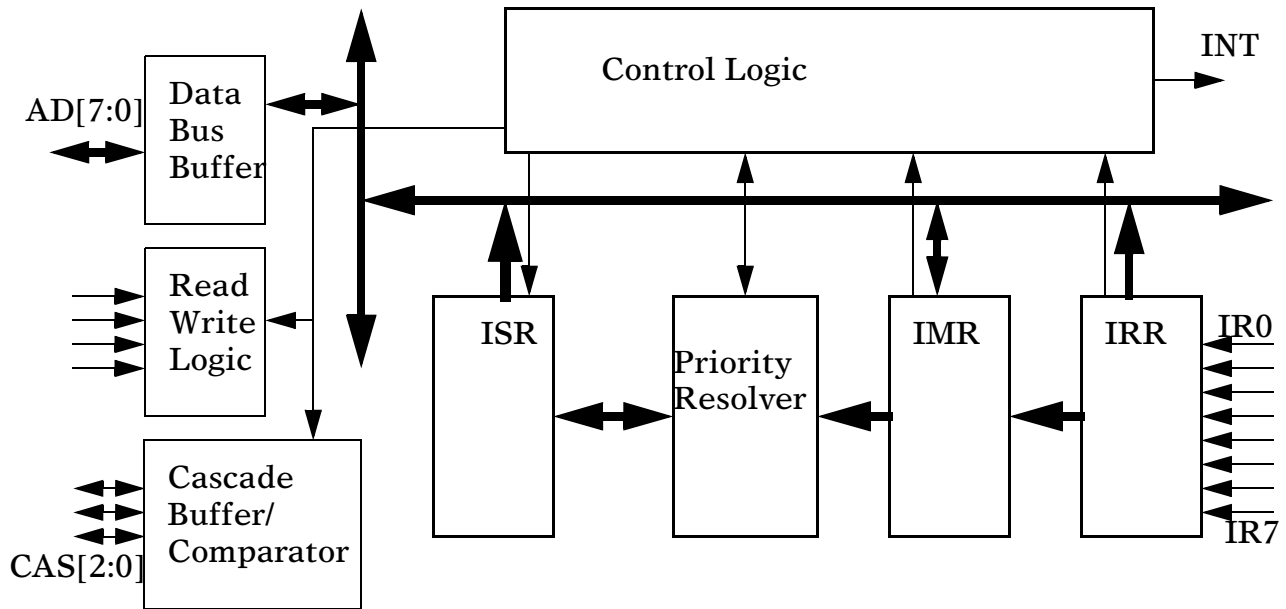 Control Logic
INT
AD[7:0]
Data
Bus
Buffer
Read
Write
Logic
Cascade
Buffer/
Comparator
CAS[2:0]
ISR
Priority
Resolver
IMR
IRR
IR0
IR7